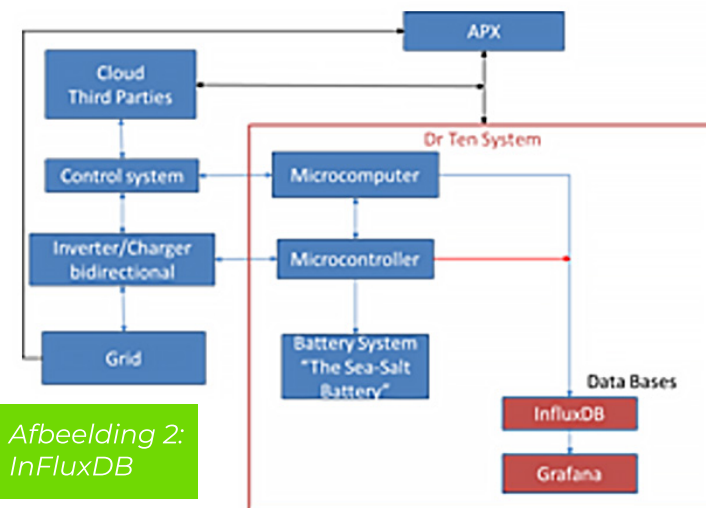 APX
Cloud
Third Parties
Dr Ten System
Control system
Microcomputer
Inverter/Charger
bidirectional
Microcontroller
Grid
Battery System
"The Sea-Salt
Battery"
Data Bases
InfluxDB
Grafana
Afbeelding 2:
InFluxDB